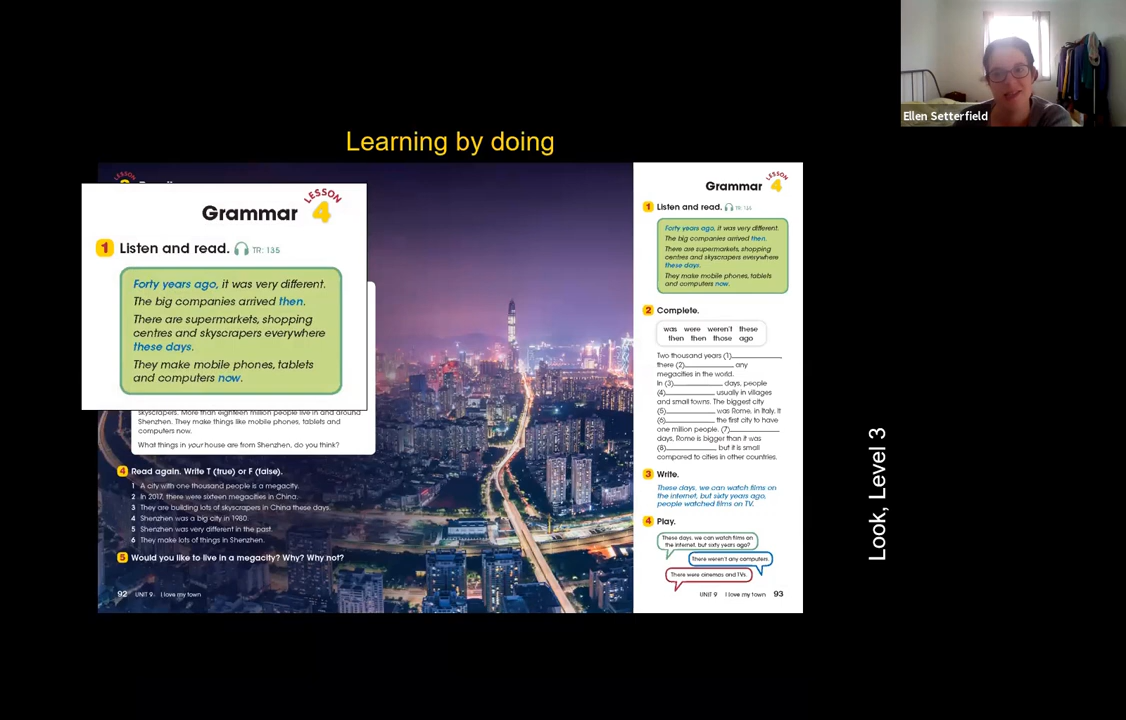 Ellen Setterfield
Learning by doing
LESSON
4
Grammar
1 Listen and read. TR: 135
Forty years ago, it was very different.
The big companies arrived then.
There are supermarkets, shopping
centres and skyscrapers everywhere
these days.
They make mobile phones, tablets
and computers now.
skyscrapers. More than eighteen million people live in and around
Shenzhen. They make things like mobile phones, tablets and
computers now.
What things in your house are from Shenzhen, do you think?
4 Read again. Write T (true) or F (false).
1 A city with one thousand people is a megacity.
2 In 2017, there were sixteen megacities in China.
3 They are building lots of skyscrapers in China these days.
4 Shenzhen was a big city in 1980.
5 Shenzhen was very different in the past.
6 They make lots of things in Shenzhen.
5 Would you like to live in a megacity? Why? Why not?
92 UNIT 9 I love my town
LESSON
Grammar 4
1 Listen and read. TR: 135
Forty years ago, it was very different.
The big companies arrived then.
There are supermarkets, shopping
centres and skyscrapers everywhere
these days.
They make mobile phones, tablets
and computers now.
2 Complete.
was were weren't these
then then those ago
Two thousand years (1)
there (2) any
megacities in the world.
In (3) days, people
(4) usually in villages
and small towns. The biggest city
(5) was Rome, in Italy. It
(6) the first city to have
one million people. (7)
days, Rome is bigger than it was
(8) but it is small
compared to cities in other countries.
3 Write.
These days, we can watch films on
the internet, but sixty years ago,
people watched films on TV.
4 Play.
These days, we can watch films on
the internet, but sixty years ago?
There weren't any computers.
There were cinemas and TVs.
UNIT 9 I love my town 93
Look, Level 3